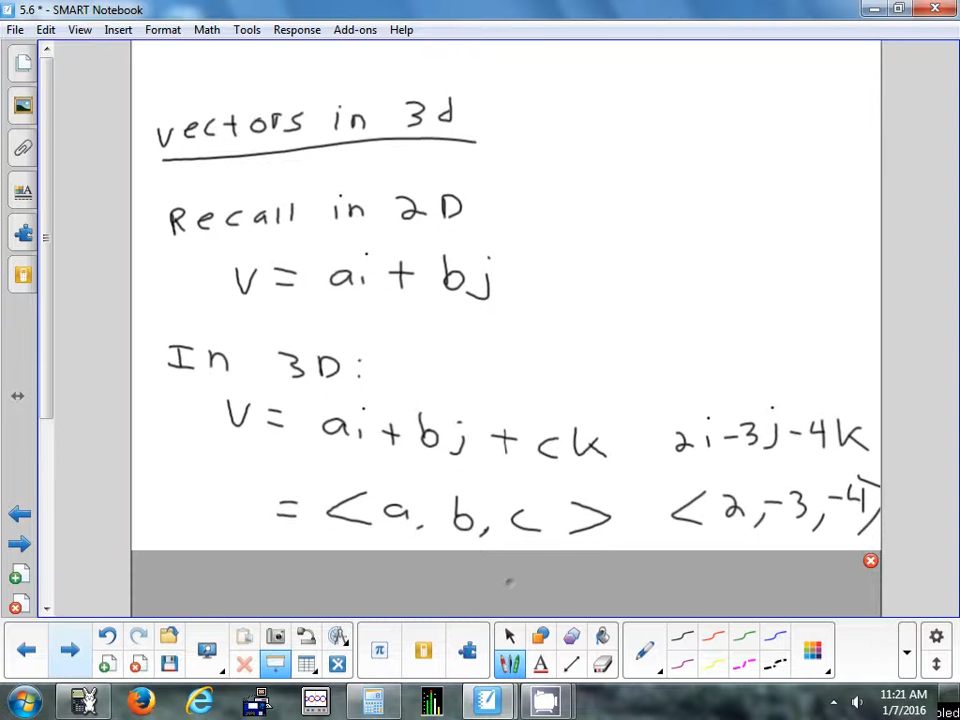 5.6 * - SMART Notebook
File Edit View Insert Format Math Tools Response Add-ons Help
vectors in 3d
Recall in 2D
v = ai + bj
In 3D:
v = ai + bj + ck 2i-3j-4k
= <a, b, c> <2,-3,-4>
11:21 AM
1/7/2016